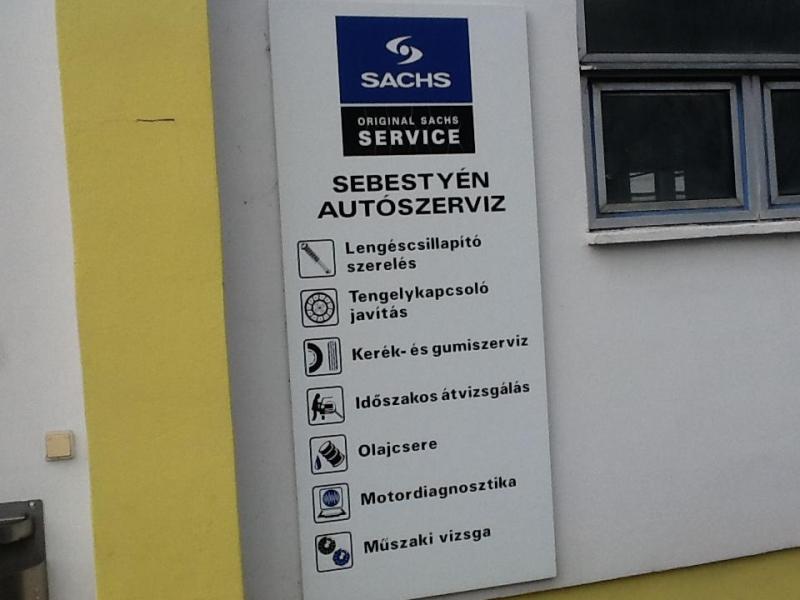 SACHS
ORIGINAL SACHS
SERVICE
SEBESTYÉN
AUTÓSZERVIZ
Lengéscsillapító
szerelés
Tengelykapcsoló
javítás
Kerék- és gumiszerviz
Időszakos átvizsgálás
Olajcsere
Motordiagnosztika
Műszaki vizsga